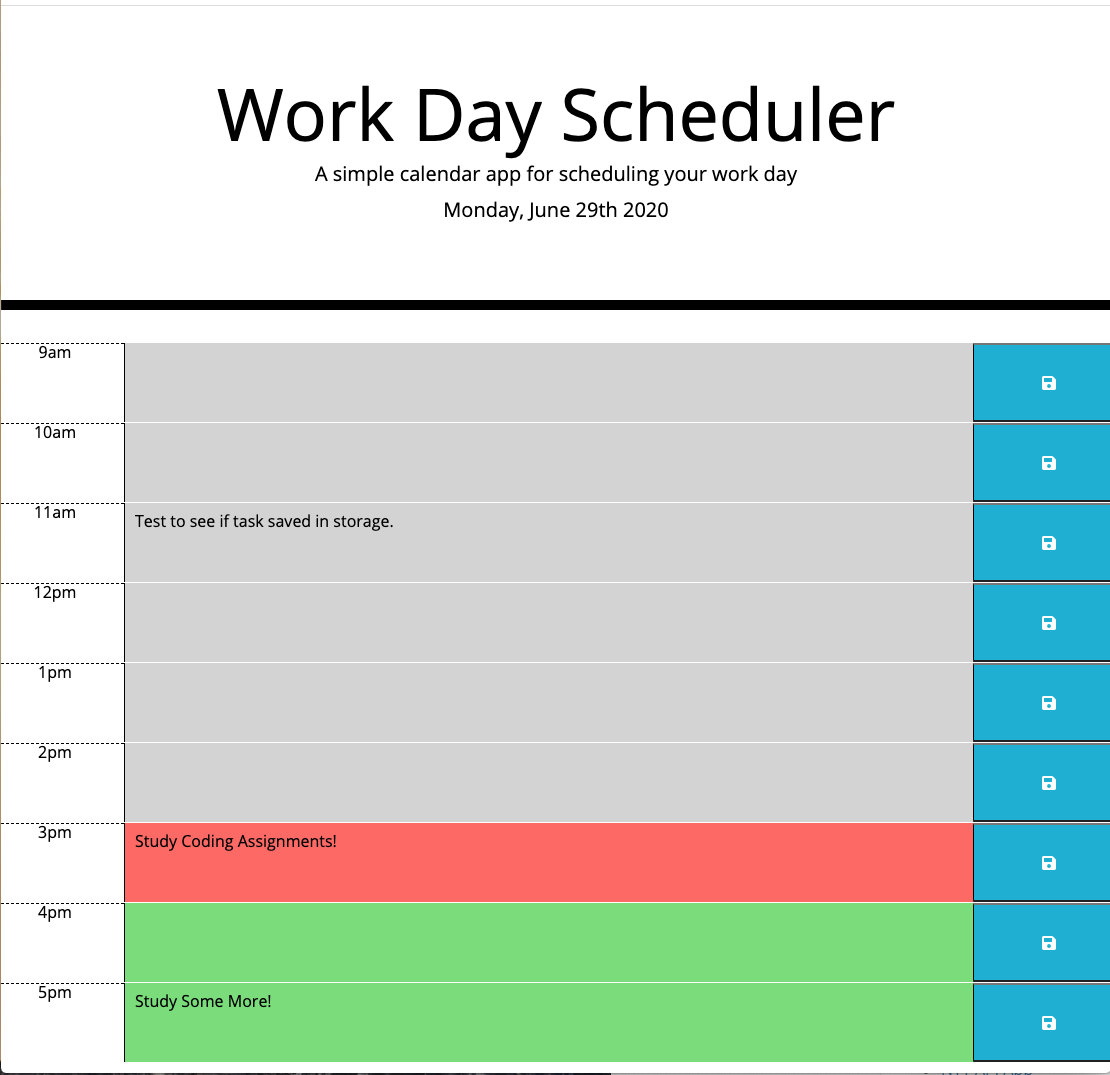 Work Day Scheduler
A simple calendar app for scheduling your work day
Monday, June 29th 2020
9am
10am
11am
Test to see if task saved in storage.
12pm
1pm
2pm
3pm
Study Coding Assignments!
4pm
5pm
Study Some More!